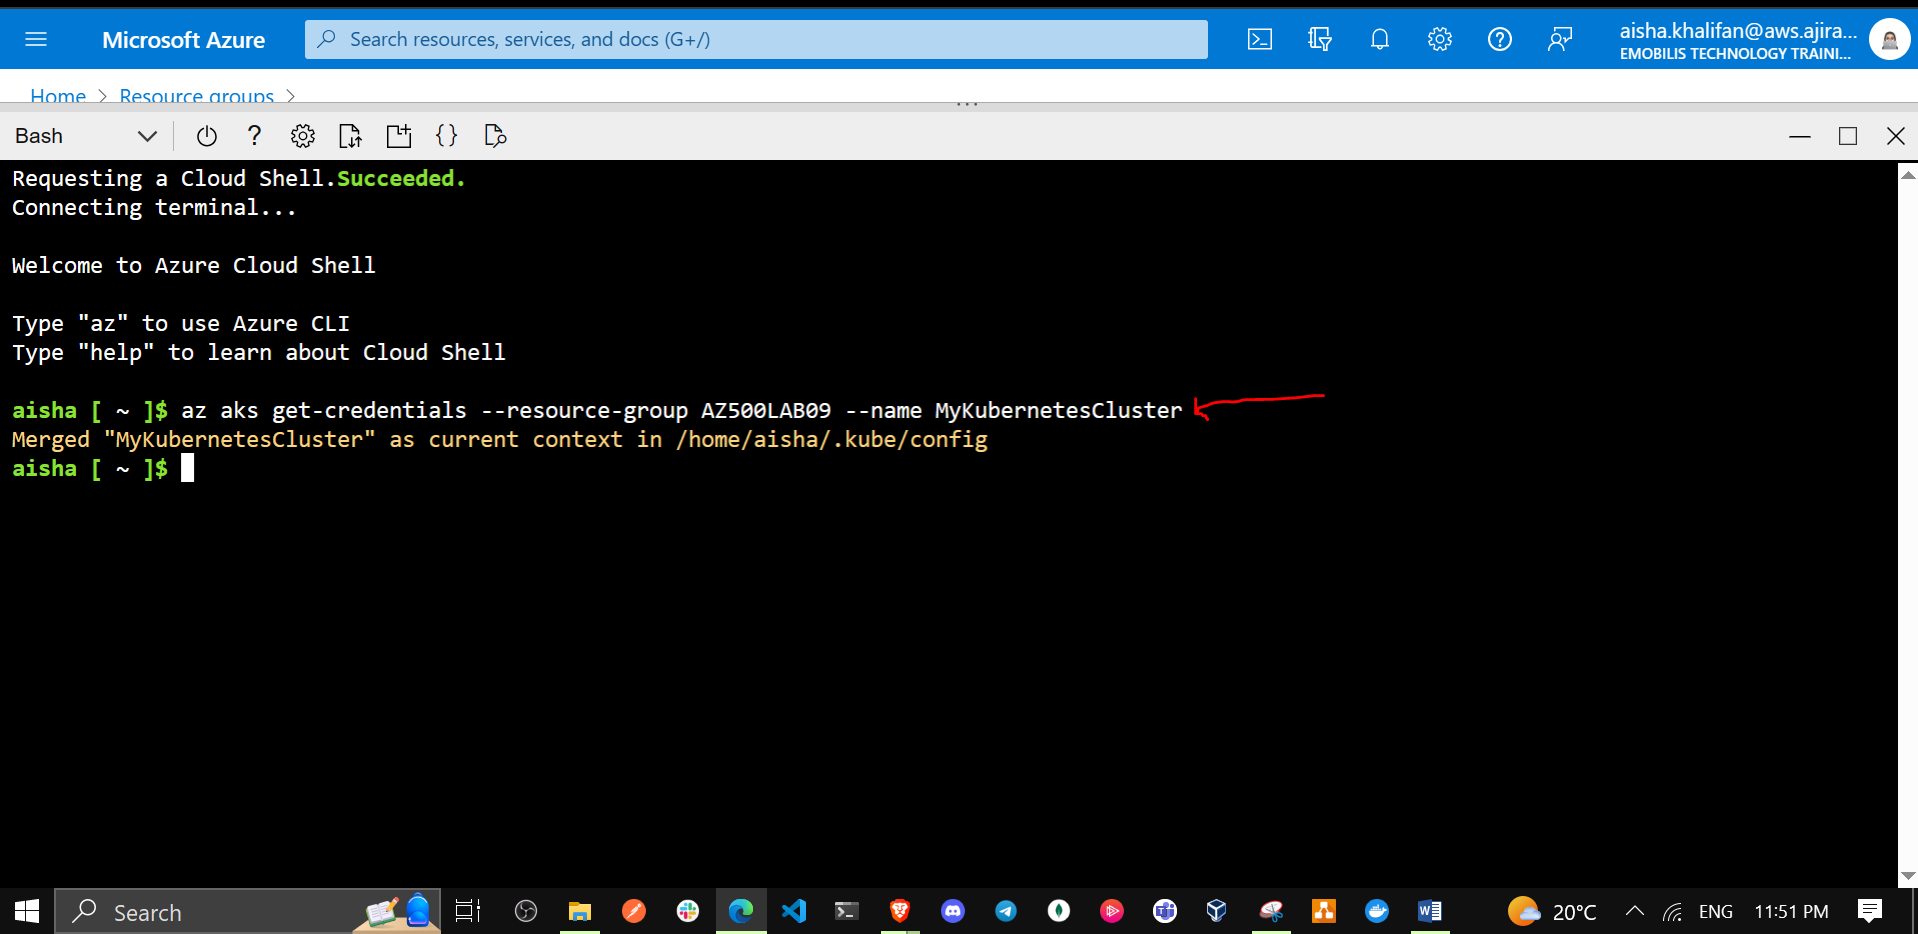 Microsoft Azure
Search resources, services, and docs (G+/)
aisha.khalifan@aws.ajira...
EMOBILIS TECHNOLOGY TRAINI...
Home > Resource groups >
Bash
Requesting a Cloud Shell.Succeeded.
Connecting terminal...
Welcome to Azure Cloud Shell
Type "az" to use Azure CLI
Type "help" to learn about Cloud Shell
aisha [ ~ ]$ az aks get-credentials --resource-group AZ500LAB09 --name MyKubernetesCluster
Merged "MyKubernetesCluster" as current context in /home/aisha/.kube/config
aisha [ ~ ]$
Search
20°C
ENG
11:51 PM